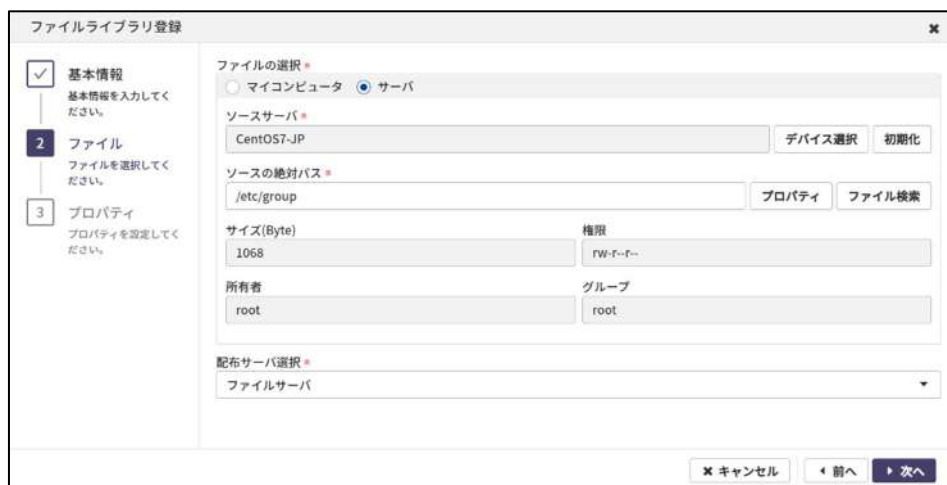 ファイルライブラリ登録
基本情報
基本情報を入力してく
ださい。
2 ファイル
ファイルを選択してく
ださい。
3 プロパティ
プロパティを設定してく
ださい。
ファイルの選択*
マイコンピュータ サーバ
ソースサーバ*
CentOS7-JP デバイス選択 初期化
ソースの絶対パス*
/etc/group プロパティ ファイル検索
サイズ(Byte) 権限
1068 rw-r--r--
所有者 グループ
root root
配布サーバ選択*
ファイルサーバ
キャンセル 前へ 次へ